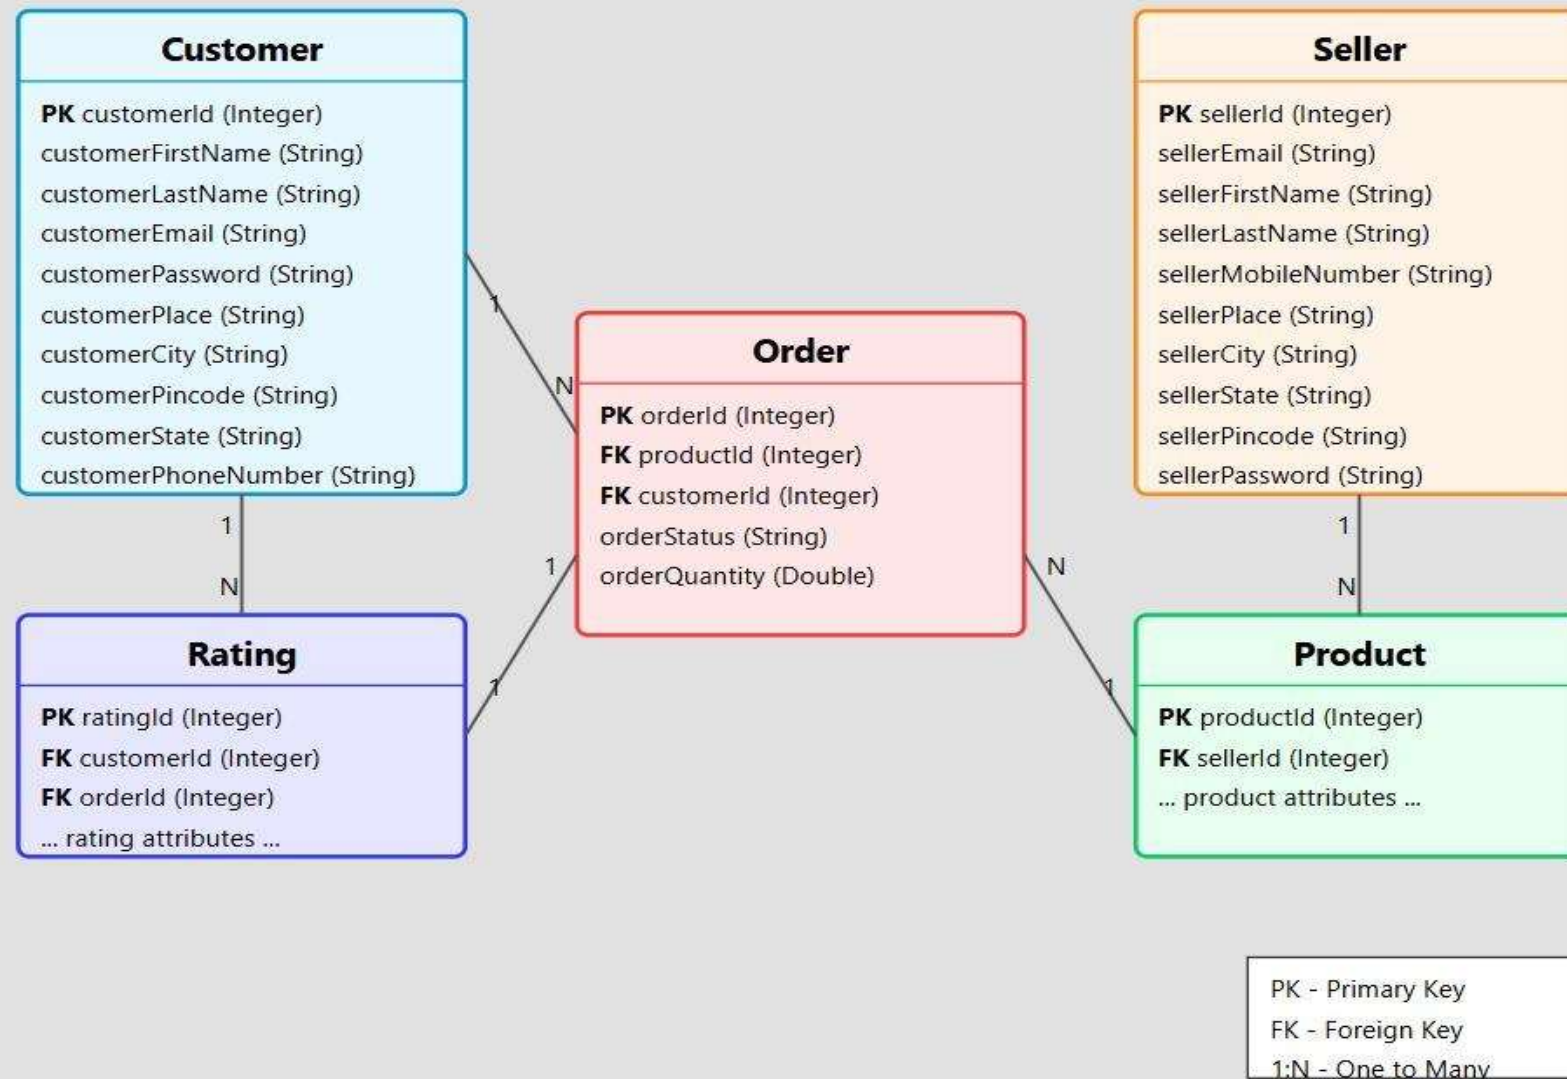 Customer
PK customerId (Integer)
customerFirstName (String)
customerLastName (String)
customerEmail (String)
customerPassword (String)
customerPlace (String)
customerCity (String)
customerPincode (String)
customerState (String)
customerPhoneNumber (String)
Seller
PK sellerId (Integer)
sellerEmail (String)
sellerFirstName (String)
sellerLastName (String)
sellerMobileNumber (String)
sellerPlace (String)
sellerCity (String)
sellerState (String)
sellerPincode (String)
sellerPassword (String)
1
N
Order
PK orderId (Integer)
FK productId (Integer)
FK customerId (Integer)
orderStatus (String)
orderQuantity (Double)
1
N
1
1
N
1
1
N
Rating
PK ratingId (Integer)
FK customerId (Integer)
FK orderId (Integer)
... rating attributes ...
Product
PK productId (Integer)
FK sellerId (Integer)
... product attributes ...
PK - Primary Key
FK - Foreign Key
1:N - One to Many